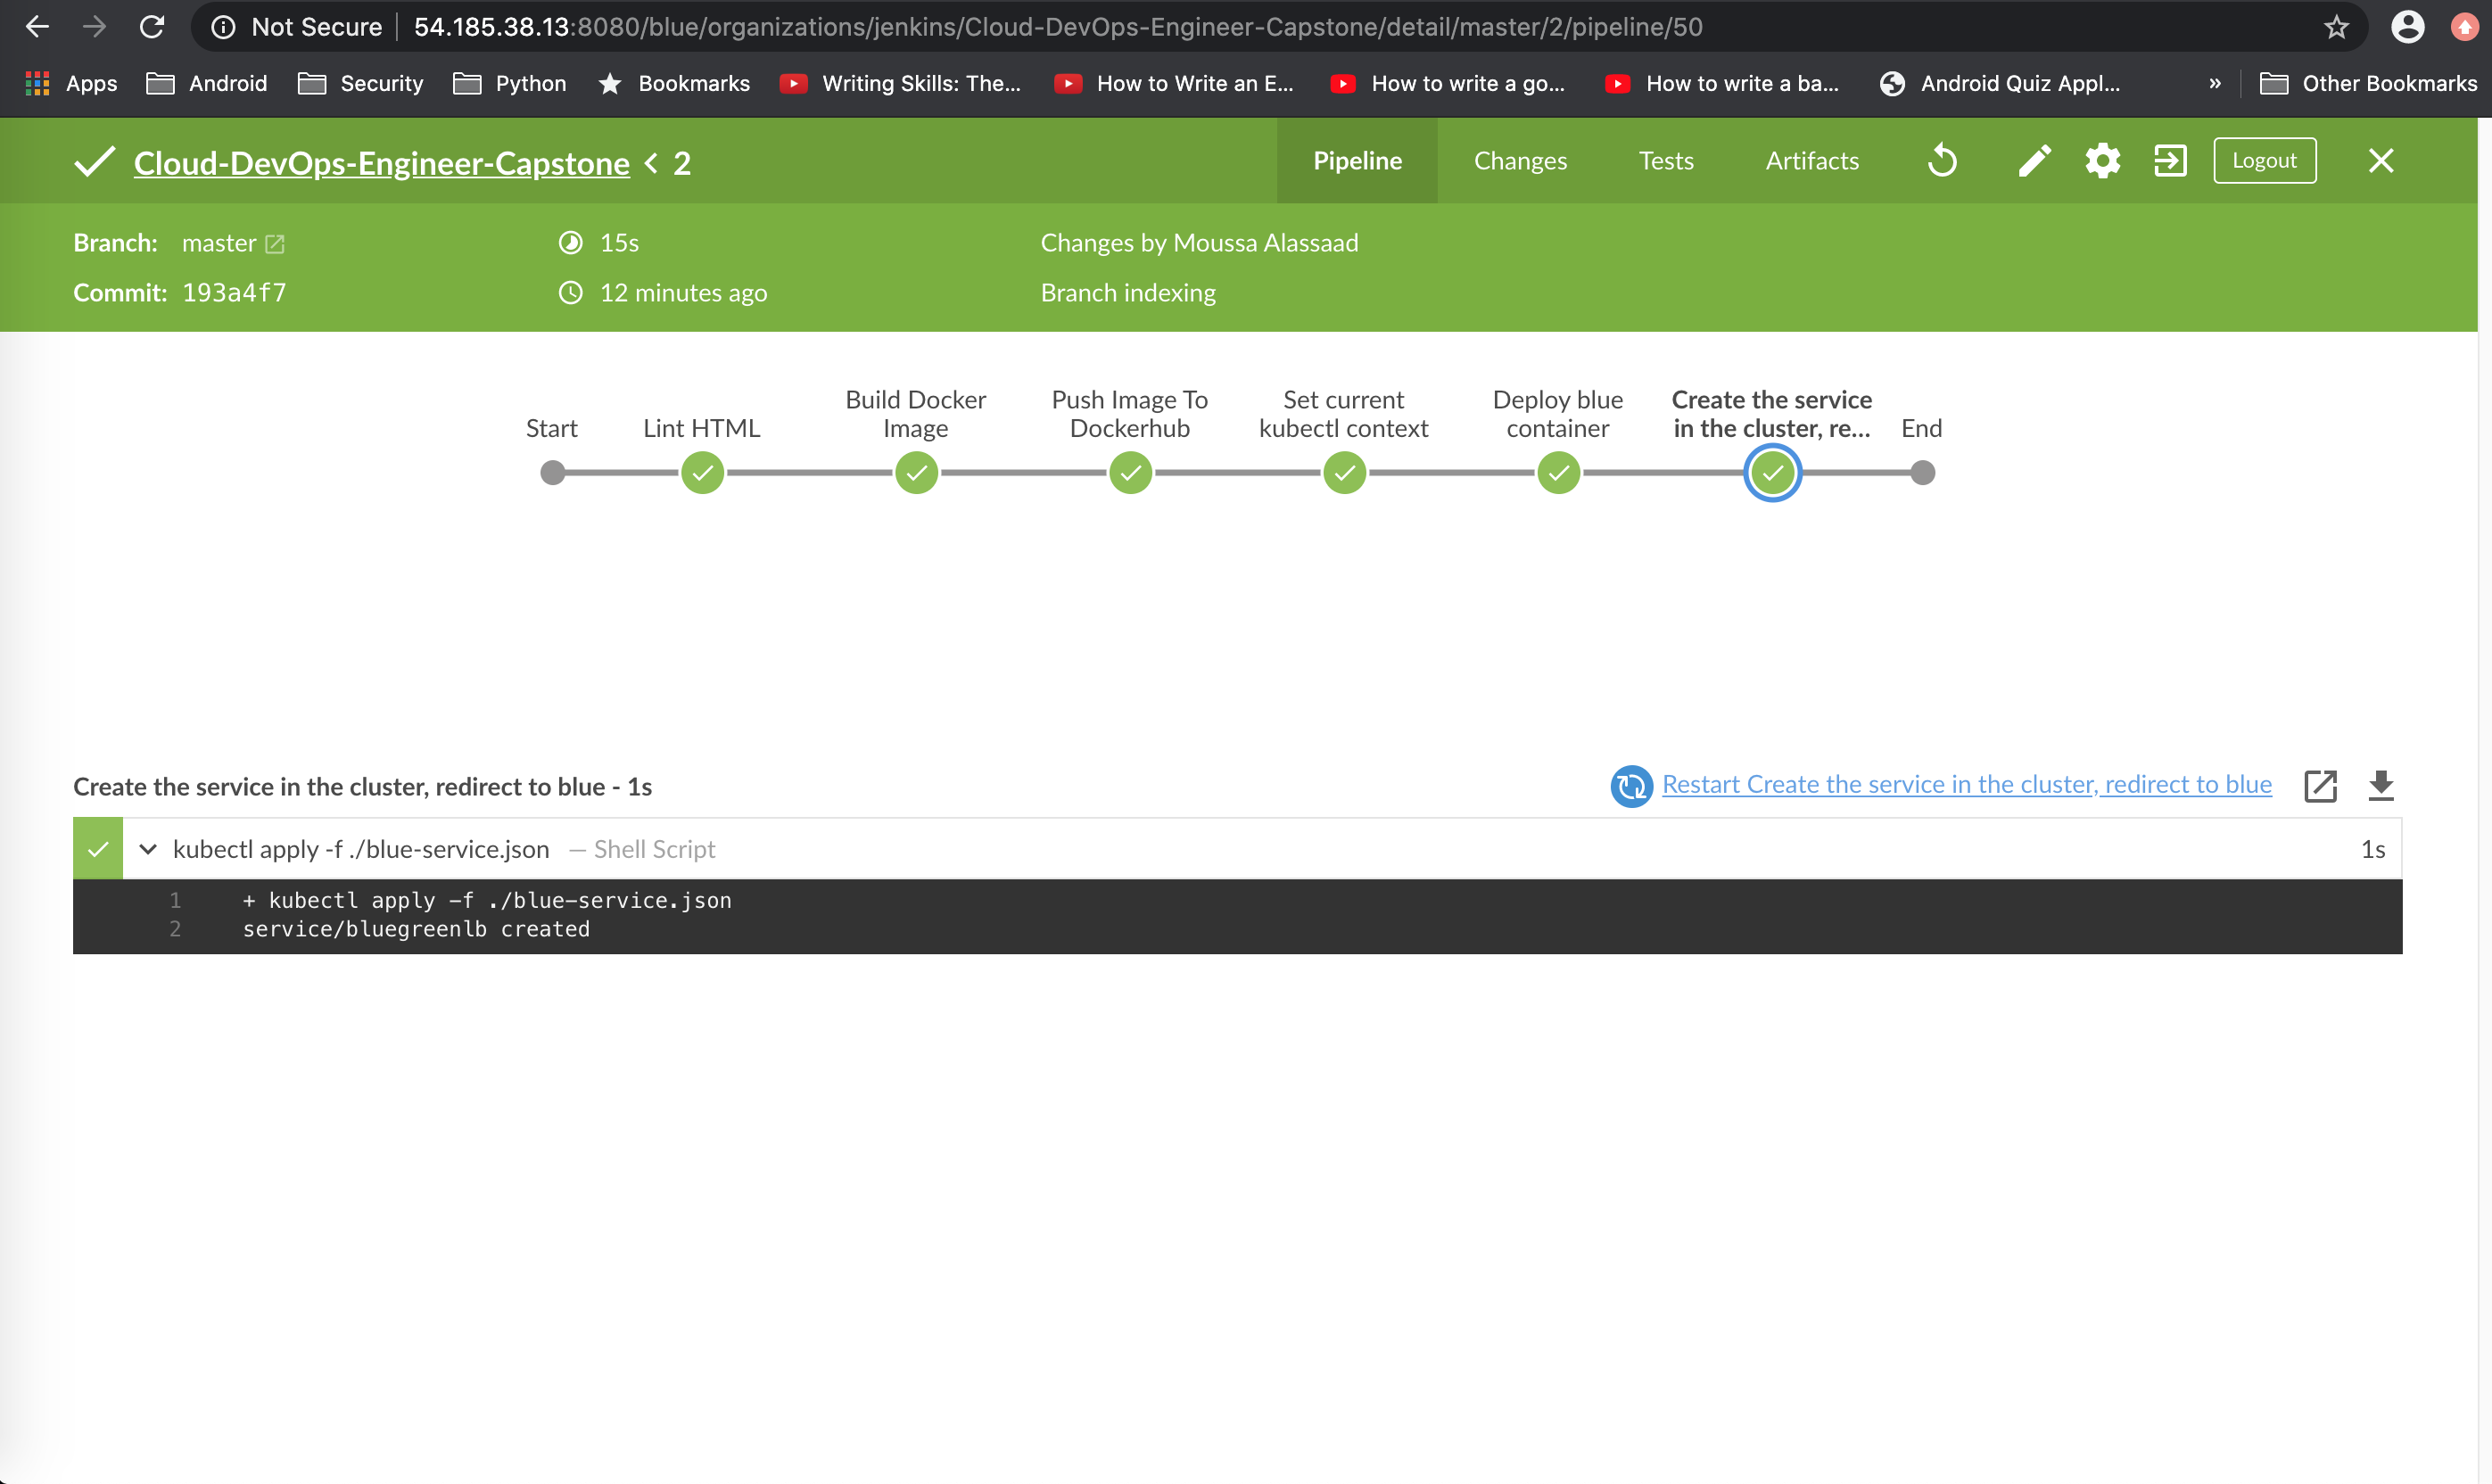 Not Secure 54.185.38.13:8080/blue/organizations/jenkins/Cloud-DevOps-Engineer-Capstone/detail/master/2/pipeline/50
Apps Android Security Python Bookmarks Writing Skills: The... How to Write an E... How to write a go... How to write a ba... Android Quiz Appl... » Other Bookmarks
Cloud-DevOps-Engineer-Capstone < 2 Pipeline Changes Tests Artifacts Logout
Branch: master 15s Changes by Moussa Alassaad
Commit: 193a4f7 12 minutes ago Branch indexing
Start
Lint HTML
Build Docker
Image
Push Image To
Dockerhub
Set current
kubectl context
Deploy blue
container
Create the service
in the cluster, re...
End
Create the service in the cluster, redirect to blue - 1s Restart Create the service in the cluster, redirect to blue
kubectl apply -f ./blue-service.json — Shell Script 1s
1 + kubectl apply -f ./blue-service.json
2 service/bluegreenlb created